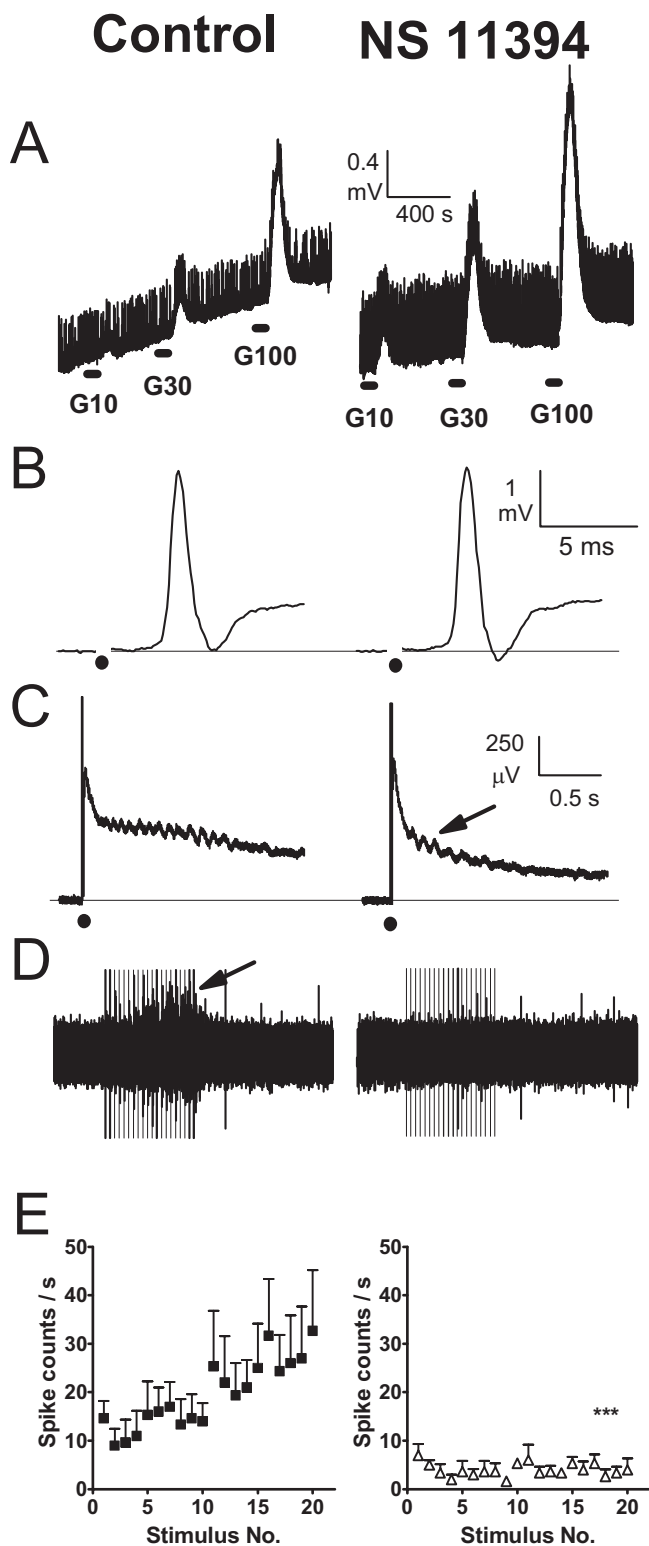 Control NS 11394
A
0.4
mV
400 s
G10 G30 G100
G10 G30 G100
B
1
mV
5 ms
C
250
µV
0.5 s
D
E
Spike counts / s
50
40
30
20
10
0
0 5 10 15 20
Stimulus No.
Spike counts / s
50
40
30
20
10
0
***
0 5 10 15 20
Stimulus No.